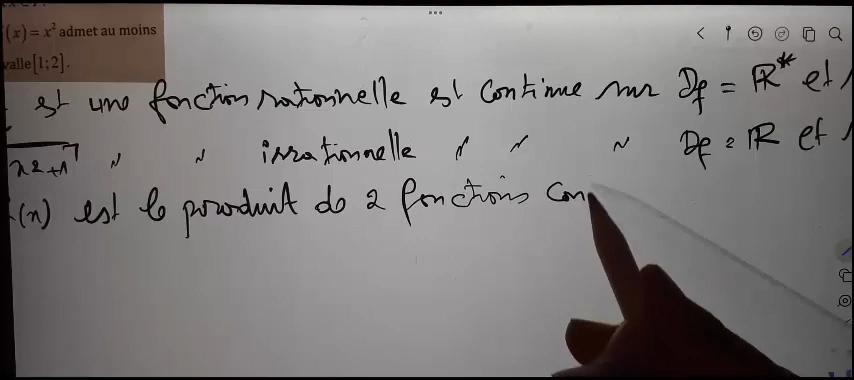 (x) = x² admet au moins
valle [1;2].
est une fonction rationnelle est continue sur Df = ℝ* et
x2+1 " " irrationnelle " " " Df = ℝ et
(x) est le produit de 2 fonctions con